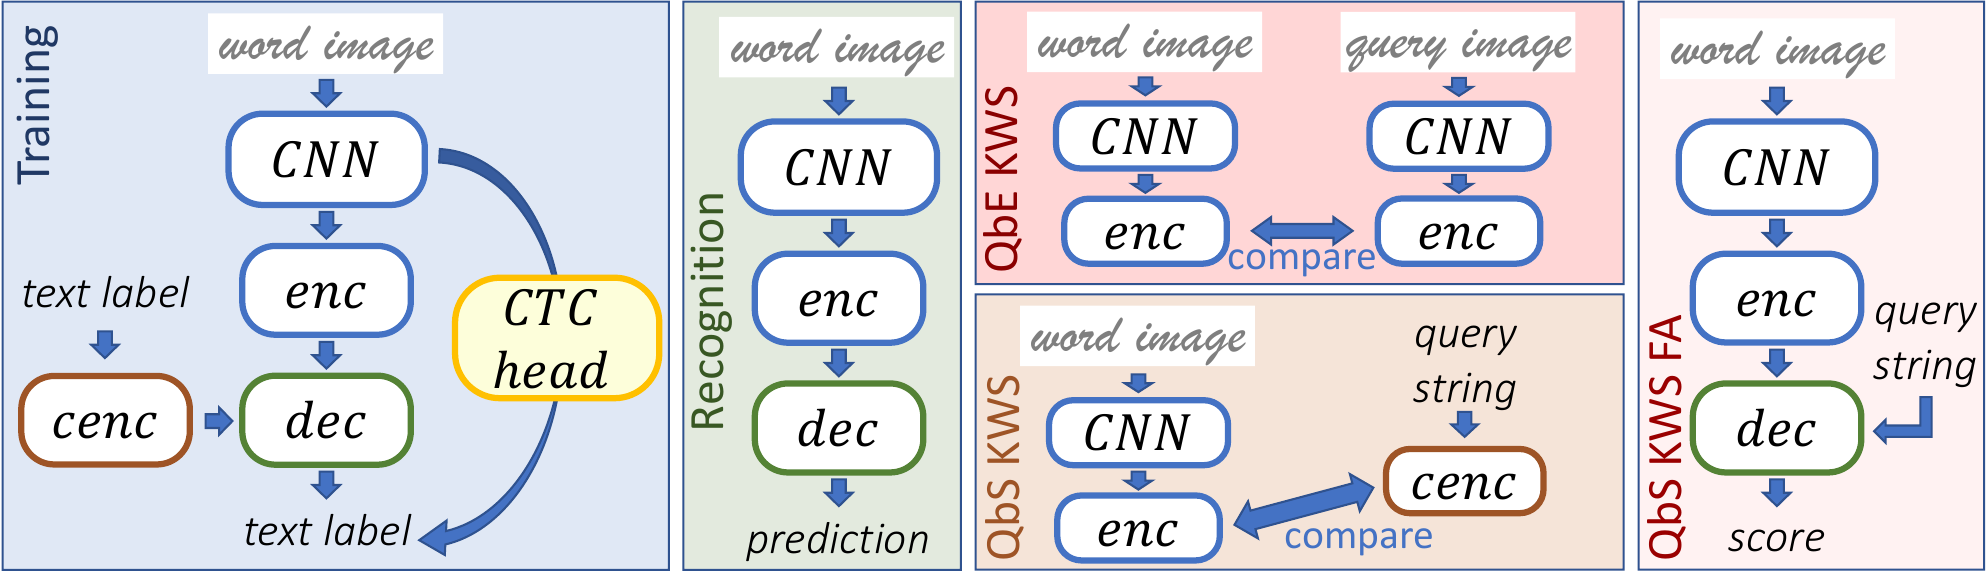 Training
word image
CNN
enc
text label
CTC
head
cenc
dec
text label
Recognition
word image
CNN
enc
dec
prediction
QbE KWS
word image
query image
CNN
CNN
enc
enc
compare
QbS KWS
word image
query
string
CNN
cenc
enc
compare
QbS KWS FA
word image
CNN
enc
query
string
dec
score